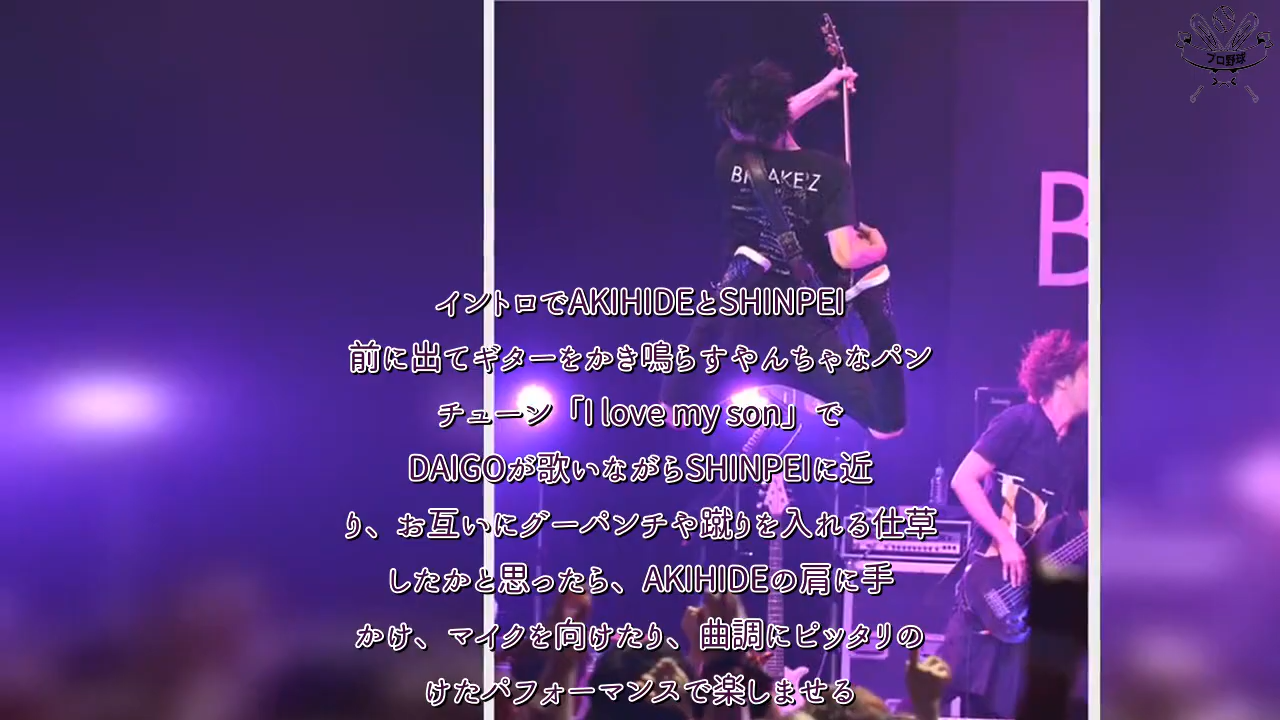 プロ野球
BREAKERZ
B
イントロでAKIHIDEとSHINPEI
前に出てギターをかき鳴らすやんちゃなパン
チューン「I love my son」で
DAIGOが歌いながらSHINPEIに近
り、お互いにグーパンチや蹴りを入れる仕草
したかと思ったら、AKIHIDEの肩に手
かけ、マイクを向けたり、曲調にピッタリの
けたパフォーマンスで楽しませる